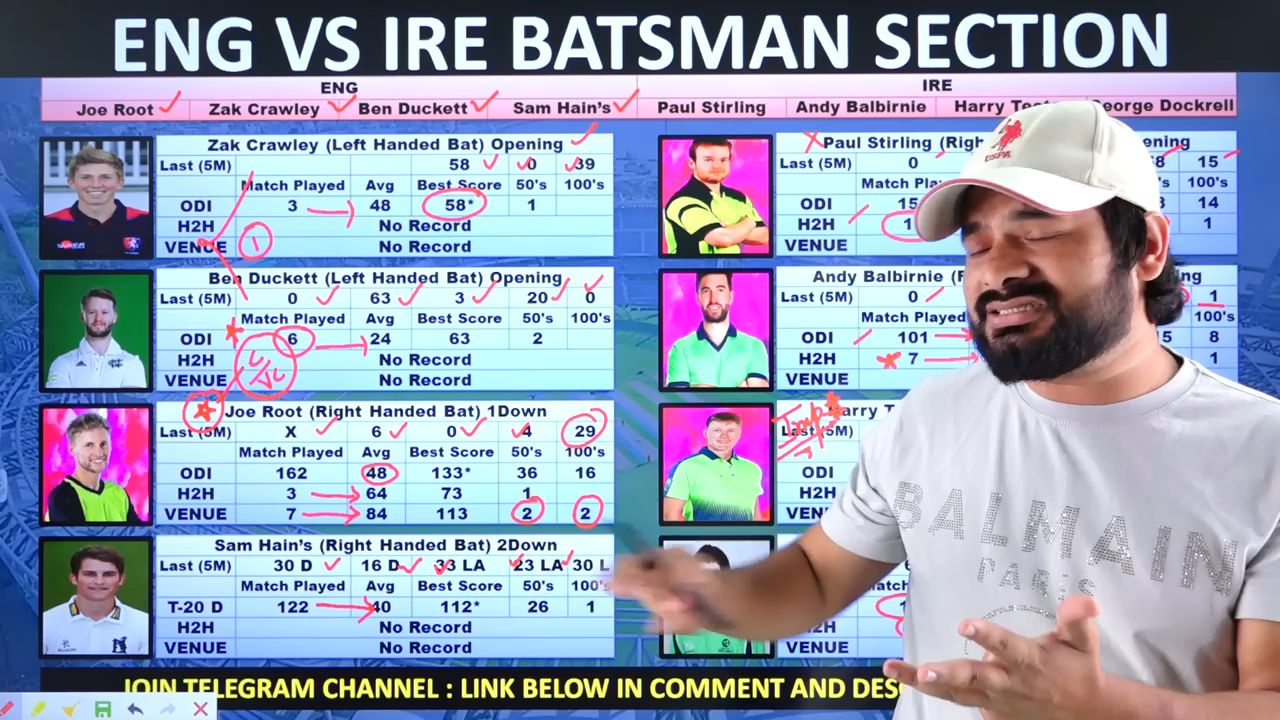 ENG VS IRE BATSMAN SECTION
ENG
Joe Root Zak Crawley Ben Duckett Sam Hain's
IRE
Paul Stirling Andy Balbirnie Harry George Dockrell
Zak Crawley (Left Handed Bat) Opening
Last (5M) 58 0 39
Match Played Avg Best Score 50's 100's
ODI 3 48 58* 1
H2H No Record
VENUE No Record
1
Ben Duckett (Left Handed Bat) Opening
Last (5M) 0 63 3 20 0
Match Played Avg Best Score 50's 100's
ODI 6 24 63 2
H2H No Record
VENUE No Record
Joe Root (Right Handed Bat) 1Down
Last (5M) X 6 0 4 29
Match Played Avg Best Score 50's 100's
ODI 162 48 133* 36 16
H2H 3 64 73 1
VENUE 7 84 113 2 2
Sam Hain's (Right Handed Bat) 2Down
Last (5M) 30 D 16 D 33 LA 23 LA 30 L
Match Played Avg Best Score 50's 100's
T-20 D 122 40 112* 26 1
H2H No Record
VENUE No Record
Paul Stirling (Righ ening
Last (5M) 0 15
Match Pla 100's
ODI 15 14
H2H 1 1
VENUE
Andy Balbirnie (
Last (5M) 0 1
Match Played 100's
ODI 101 5 8
H2H 7 1
VENUE
Harry T
Last (5M)
ODI
H2H
VENUE
H2H
VENUE
USPA
BALMAIN
PARIS
JOIN TELEGRAM CHANNEL : LINK BELOW IN COMMENT AND DES